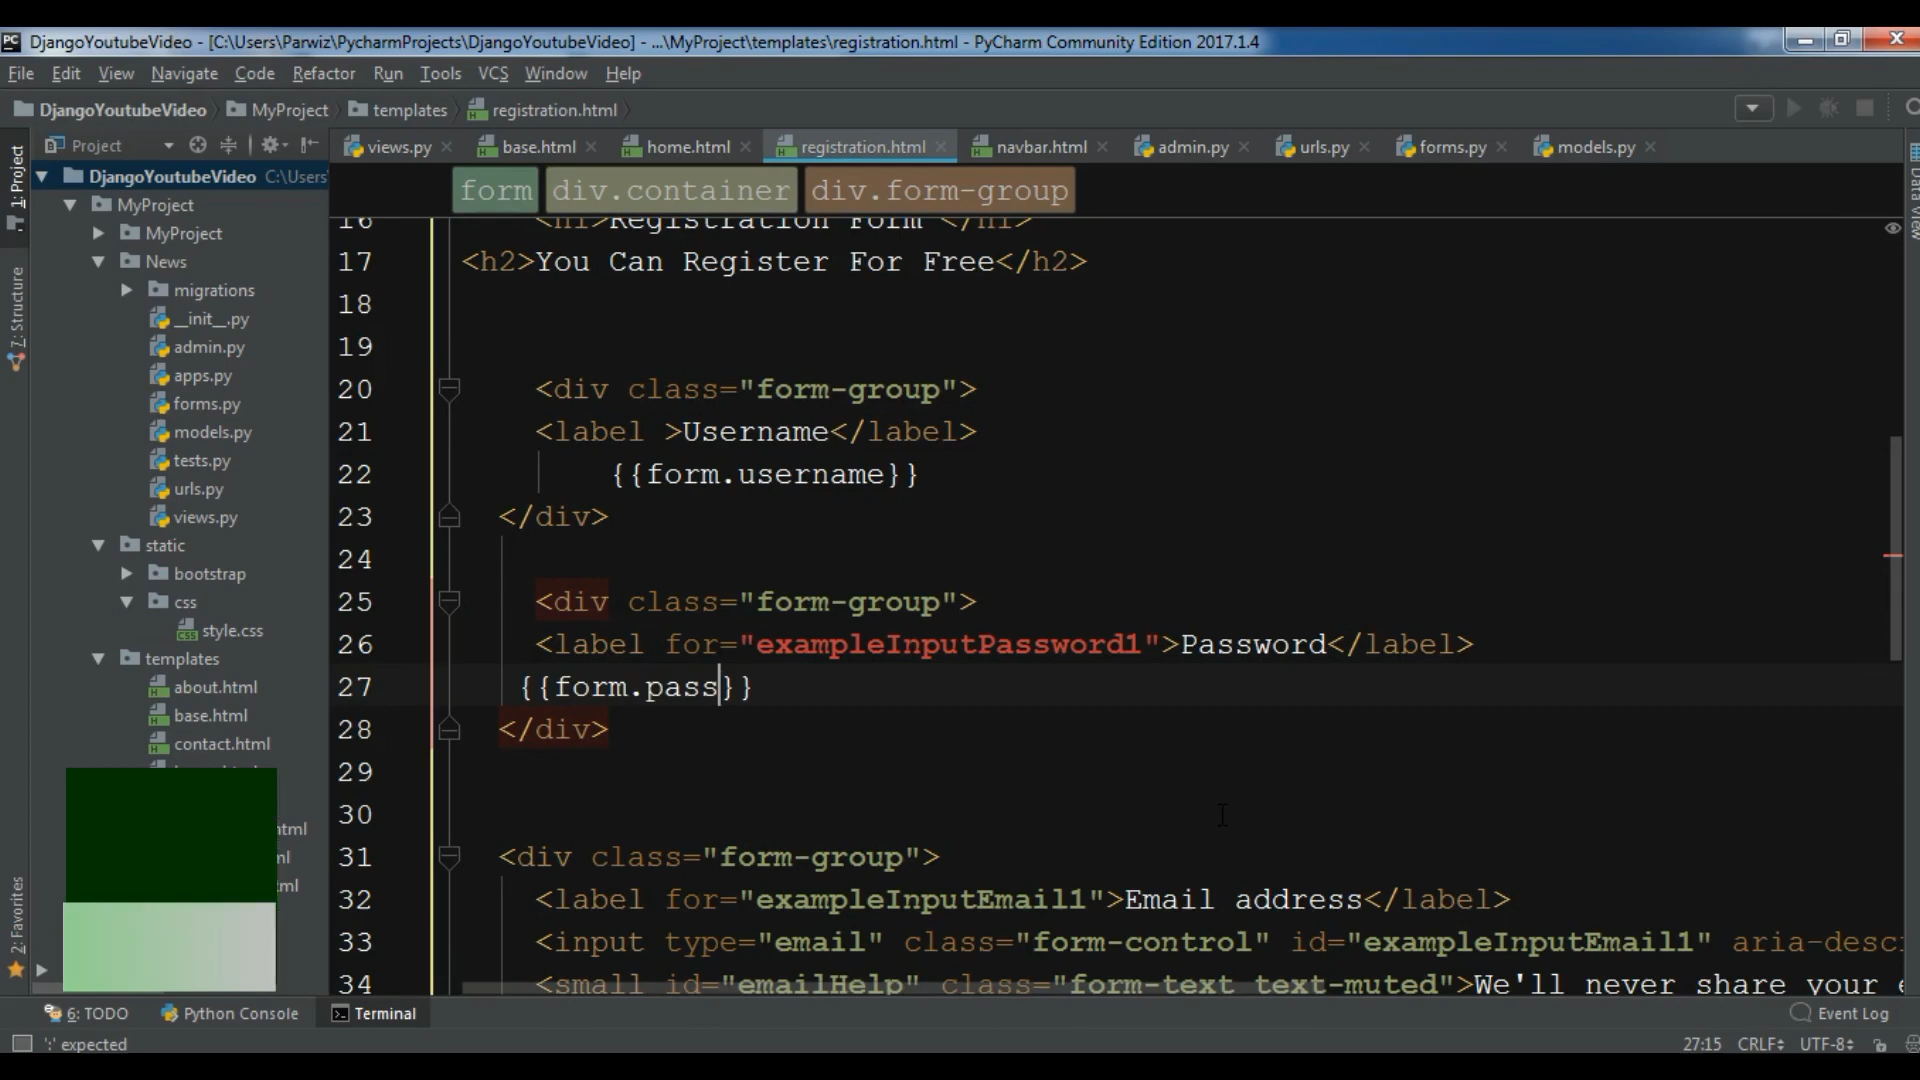 DjangoYoutubeVideo - [C:\Users\Parwiz\PycharmProjects\DjangoYoutubeVideo] - ...\MyProject\templates\registration.html - PyCharm Community Edition 2017.1.4
File Edit View Navigate Code Refactor Run Tools VCS Window Help
DjangoYoutubeVideo MyProject templates registration.html
Project
views.py base.html home.html registration.html navbar.html admin.py urls.py forms.py models.py
1: Project
7: Structure
2: Favorites
Data View
DjangoYoutubeVideo C:\Users
MyProject
MyProject
News
migrations
__init__.py
admin.py
apps.py
forms.py
models.py
tests.py
urls.py
views.py
static
bootstrap
css
style.css
templates
about.html
base.html
contact.html
form div.container div.form-group
16 <h1>Registration Form </h1>
17 <h2>You Can Register For Free</h2>
18
19
20 <div class="form-group">
21 <label >Username</label>
22 {{form.username}}
23 </div>
24
25 <div class="form-group">
26 <label for="exampleInputPassword1">Password</label>
27 {{form.pass}}
28 </div>
29
30
31 <div class="form-group">
32 <label for="exampleInputEmail1">Email address</label>
33 <input type="email" class="form-control" id="exampleInputEmail1" aria-desc
34 <small id="emailHelp" class="form-text text-muted">We'll never share your
6: TODO Python Console Terminal Event Log
':' expected 27:15 CRLF UTF-8